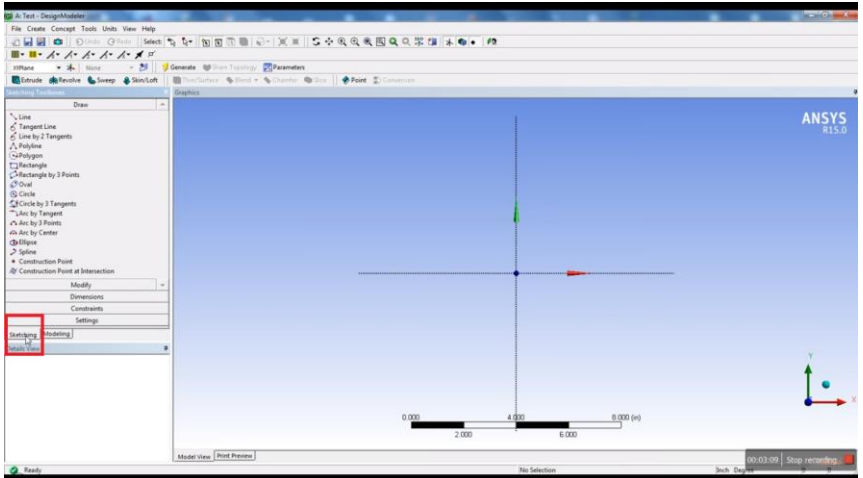 A: Test - DesignModeler
File Create Concept Tools Units View Help
Undo Redo Select:
XYPlane None Generate Share Topology Parameters
Extrude Revolve Sweep Skin/Loft Thin/Surface Blend Chamfer Slice Point Conversion
Sketching Toolboxes Graphics
Draw
Line
Tangent Line
Line by 2 Tangents
Polyline
Polygon
Rectangle
Rectangle by 3 Points
Oval
Circle
Circle by 3 Tangents
Arc by Tangent
Arc by 3 Points
Arc by Center
Ellipse
Spline
Construction Point
Construction Point at Intersection
Modify
Dimensions
Constraints
Settings
Sketching Modeling
Details View
ANSYS
R15.0
Y
X
0.000 4.000 8.000 (in)
2.000 6.000
Model View Print Preview
00:03:09 Stop recording
Ready No Selection Inch